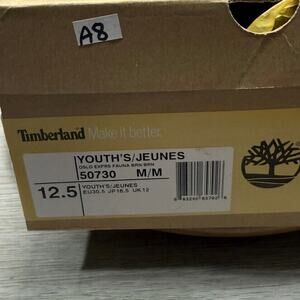 A8
Timberland Make it better.
YOUTH'S/JEUNES
OSLO EXPRS FAUNA BRN BRN
50730 M/M
12.5
YOUTH'S/JEUNES
EU30.5 JP18.5 UK12